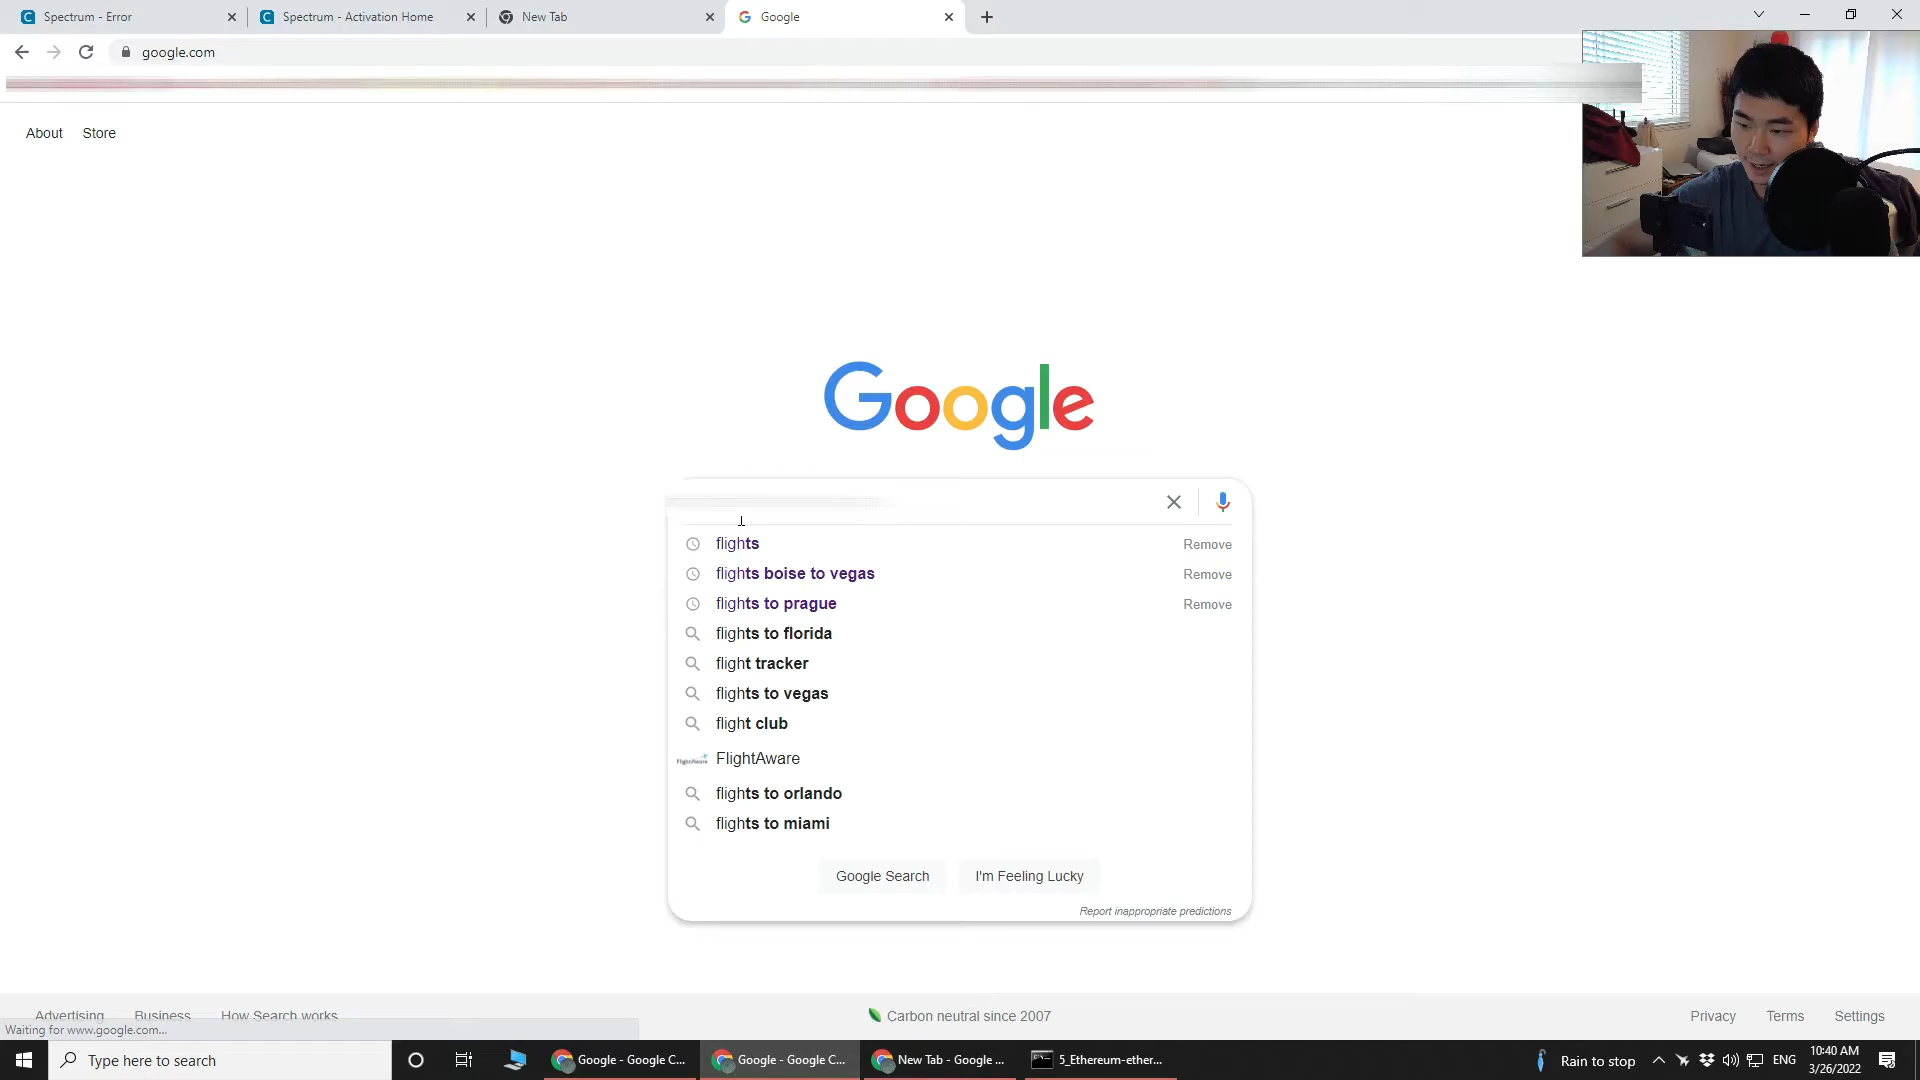 Spectrum - Error
Spectrum - Activation Home
New Tab
Google
google.com
About
Store
Google
flights
Remove
flights boise to vegas
Remove
flights to prague
Remove
flights to florida
flight tracker
flights to vegas
flight club
FlightAware
FlightAware
flights to orlando
flights to miami
Google Search
I'm Feeling Lucky
Report inappropriate predictions
Advertising
Business
How Search works
Carbon neutral since 2007
Privacy
Terms
Settings
Waiting for www.google.com...
Type here to search
Google - Google C...
Google - Google C...
New Tab - Google ...
5_Ethereum-ether...
Rain to stop
ENG
10:40 AM
3/26/2022